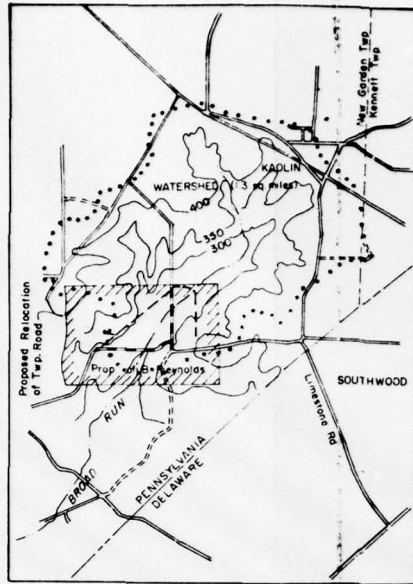 New Garden Twp
Kennett Twp
KAOLIN
WATERSHED (1.3 sq miles)
400
350
300
Proposed Relocation
of Twp. Road
Prop of B Reynolds
SOUTHWOOD
Limestone Rd
BROAD RUN
PENNSYLVANIA
DELAWARE